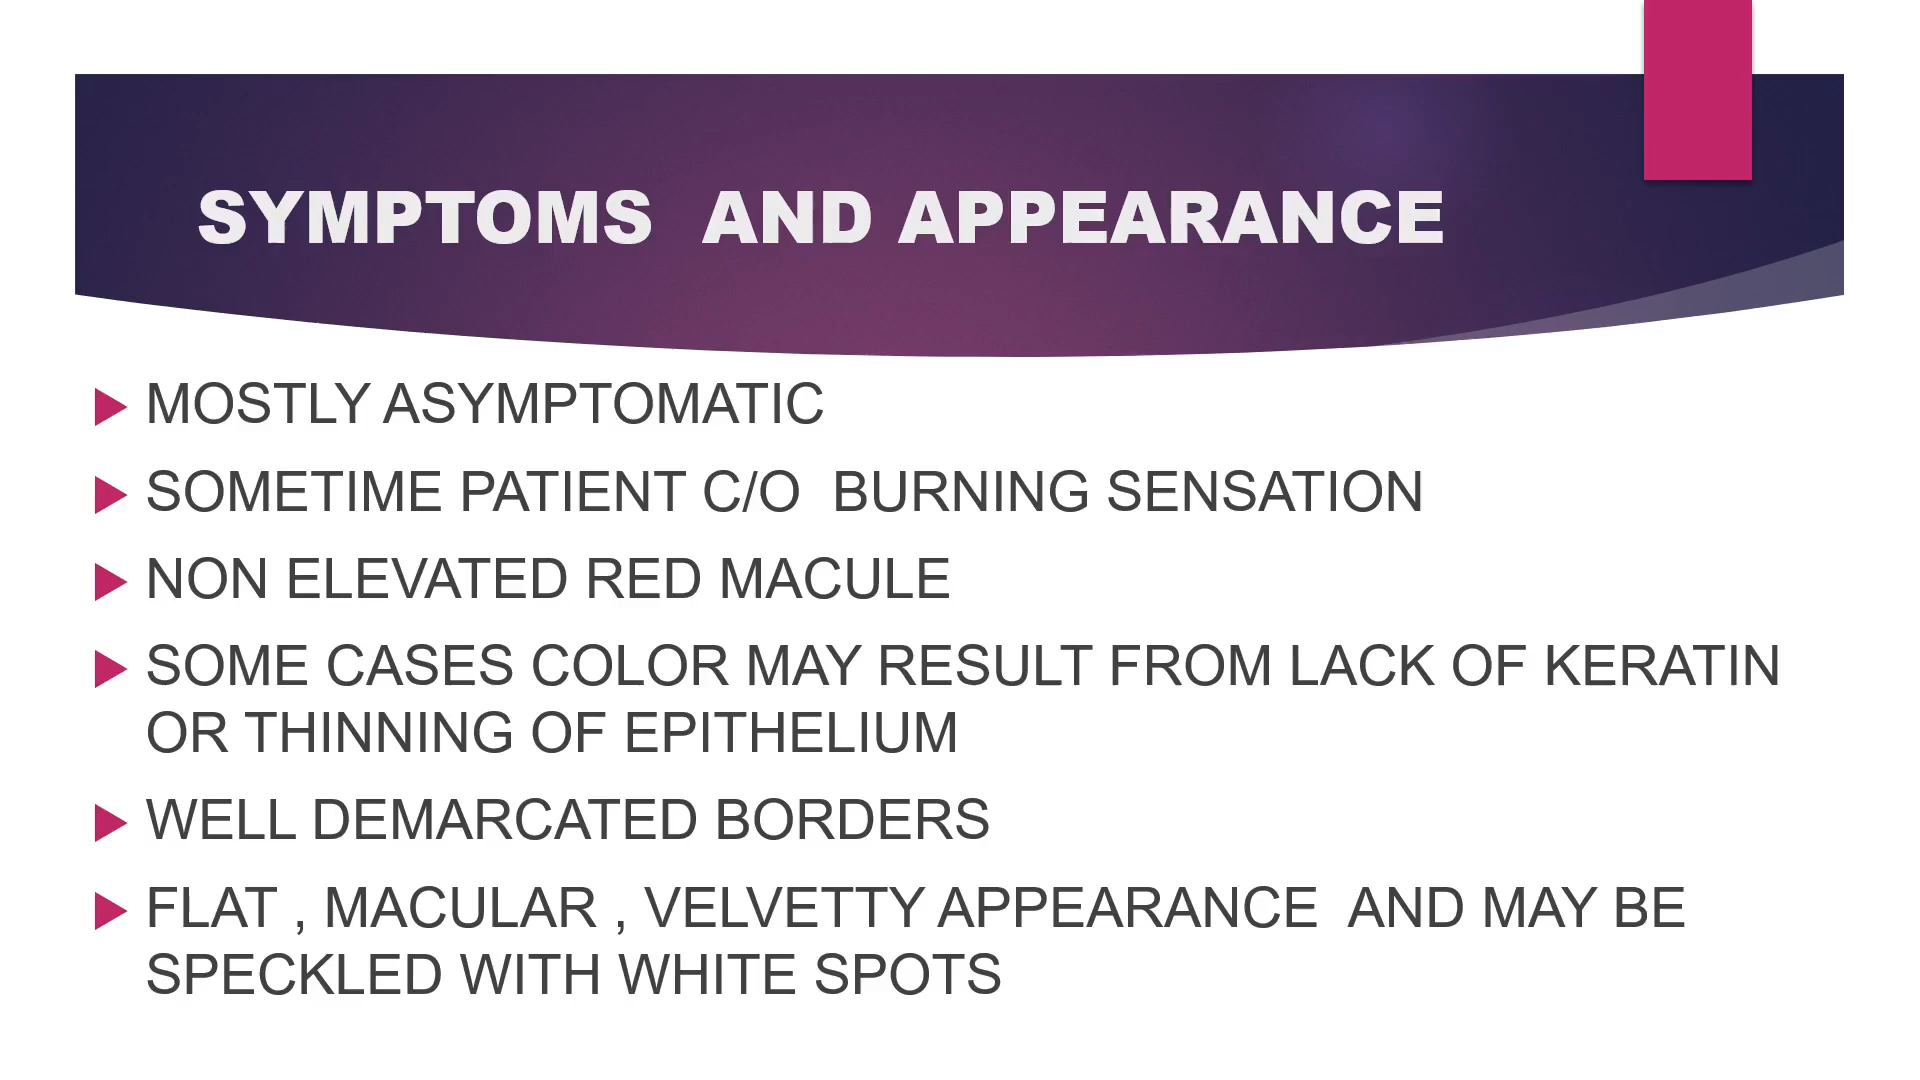 SYMPTOMS  AND APPEARANCE
MOSTLY ASYMPTOMATIC
SOMETIME PATIENT C/O  BURNING SENSATION
NON ELEVATED RED MACULE
SOME CASES COLOR MAY RESULT FROM LACK OF KERATIN
OR THINNING OF EPITHELIUM
WELL DEMARCATED BORDERS
FLAT , MACULAR , VELVETTY APPEARANCE  AND MAY BE
SPECKLED WITH WHITE SPOTS